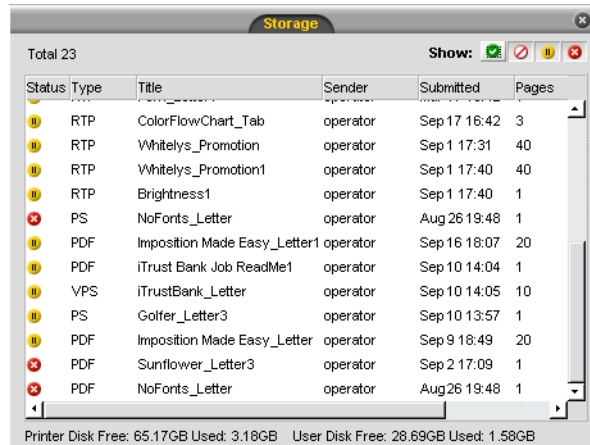 Storage
Total 23 Show:
Status Type Title Sender Submitted Pages
RTP ColorFlowChart_Tab operator Sep 17 16:42 3
RTP Whitelys_Promotion operator Sep 1 17:31 40
RTP Whitelys_Promotion1 operator Sep 1 17:40 40
RTP Brightness1 operator Sep 1 17:40 1
PS NoFonts_Letter operator Aug 26 19:48 1
PDF Imposition Made Easy_Letter1 operator Sep 16 18:07 20
PDF iTrust Bank Job ReadMe1 operator Sep 10 14:04 1
VPS iTrustBank_Letter operator Sep 10 14:05 10
PS Golfer_Letter3 operator Sep 10 13:57 1
PDF Imposition Made Easy_Letter operator Sep 9 18:49 20
PDF Sunflower_Letter3 operator Sep 2 17:09 1
PDF NoFonts_Letter operator Aug 26 19:48 1
Printer Disk Free: 65.17GB Used: 3.18GB User Disk Free: 28.69GB Used: 1.58GB